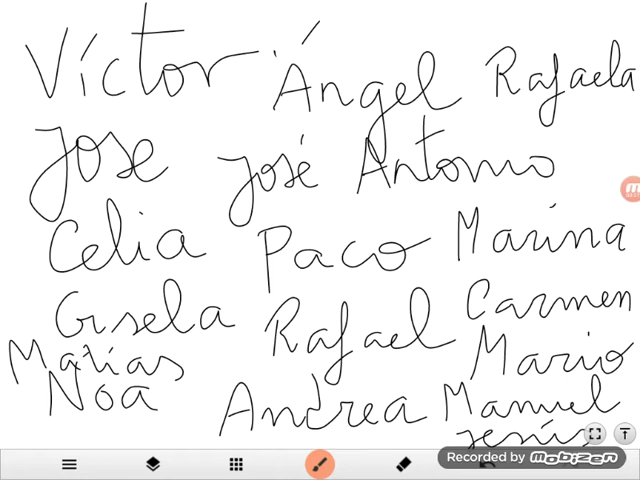 Víctor Ángel Rafaela
Jose José Antonio
Celia Paco Marina
Gisela Rafael Carmen
Matías Mario
Noa Andrea Manuel
Jesús
Recorded by mobizen